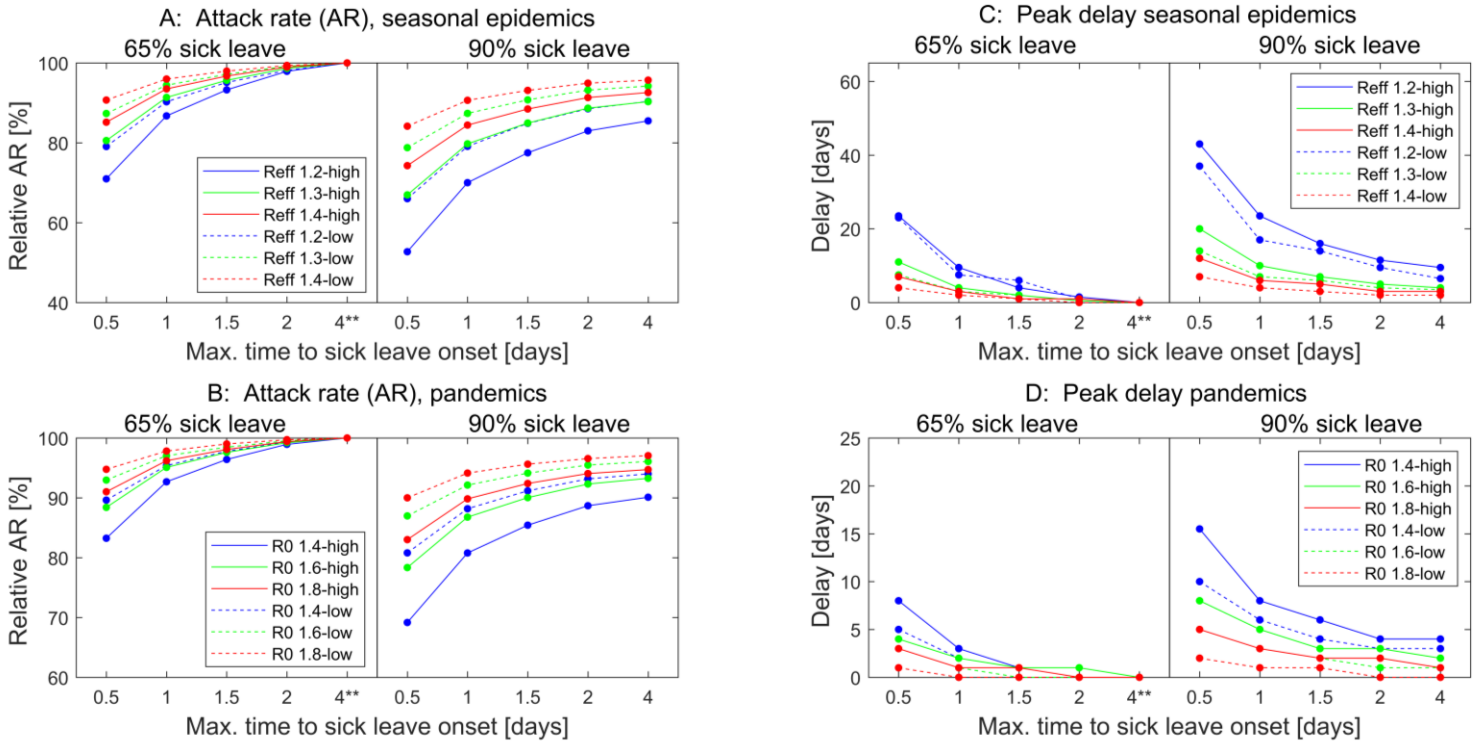 A: Attack rate (AR), seasonal epidemics
65% sick leave
90% sick leave
100
80
60
40
Relative AR [%]
Reff 1.2-high
Reff 1.3-high
Reff 1.4-high
Reff 1.2-low
Reff 1.3-low
Reff 1.4-low
0.5 1 1.5 2 4** 0.5 1 1.5 2 4
Max. time to sick leave onset [days]
C: Peak delay seasonal epidemics
65% sick leave
90% sick leave
60
40
20
0
Delay [days]
Reff 1.2-high
Reff 1.3-high
Reff 1.4-high
Reff 1.2-low
Reff 1.3-low
Reff 1.4-low
0.5 1 1.5 2 4** 0.5 1 1.5 2 4
Max. time to sick leave onset [days]
B: Attack rate (AR), pandemics
65% sick leave
90% sick leave
100
90
80
70
60
Relative AR [%]
R0 1.4-high
R0 1.6-high
R0 1.8-high
R0 1.4-low
R0 1.6-low
R0 1.8-low
0.5 1 1.5 2 4** 0.5 1 1.5 2 4
Max. time to sick leave onset [days]
D: Peak delay pandemics
65% sick leave
90% sick leave
25
20
15
10
5
0
Delay [days]
R0 1.4-high
R0 1.6-high
R0 1.8-high
R0 1.4-low
R0 1.6-low
R0 1.8-low
0.5 1 1.5 2 4** 0.5 1 1.5 2 4
Max. time to sick leave onset [days]